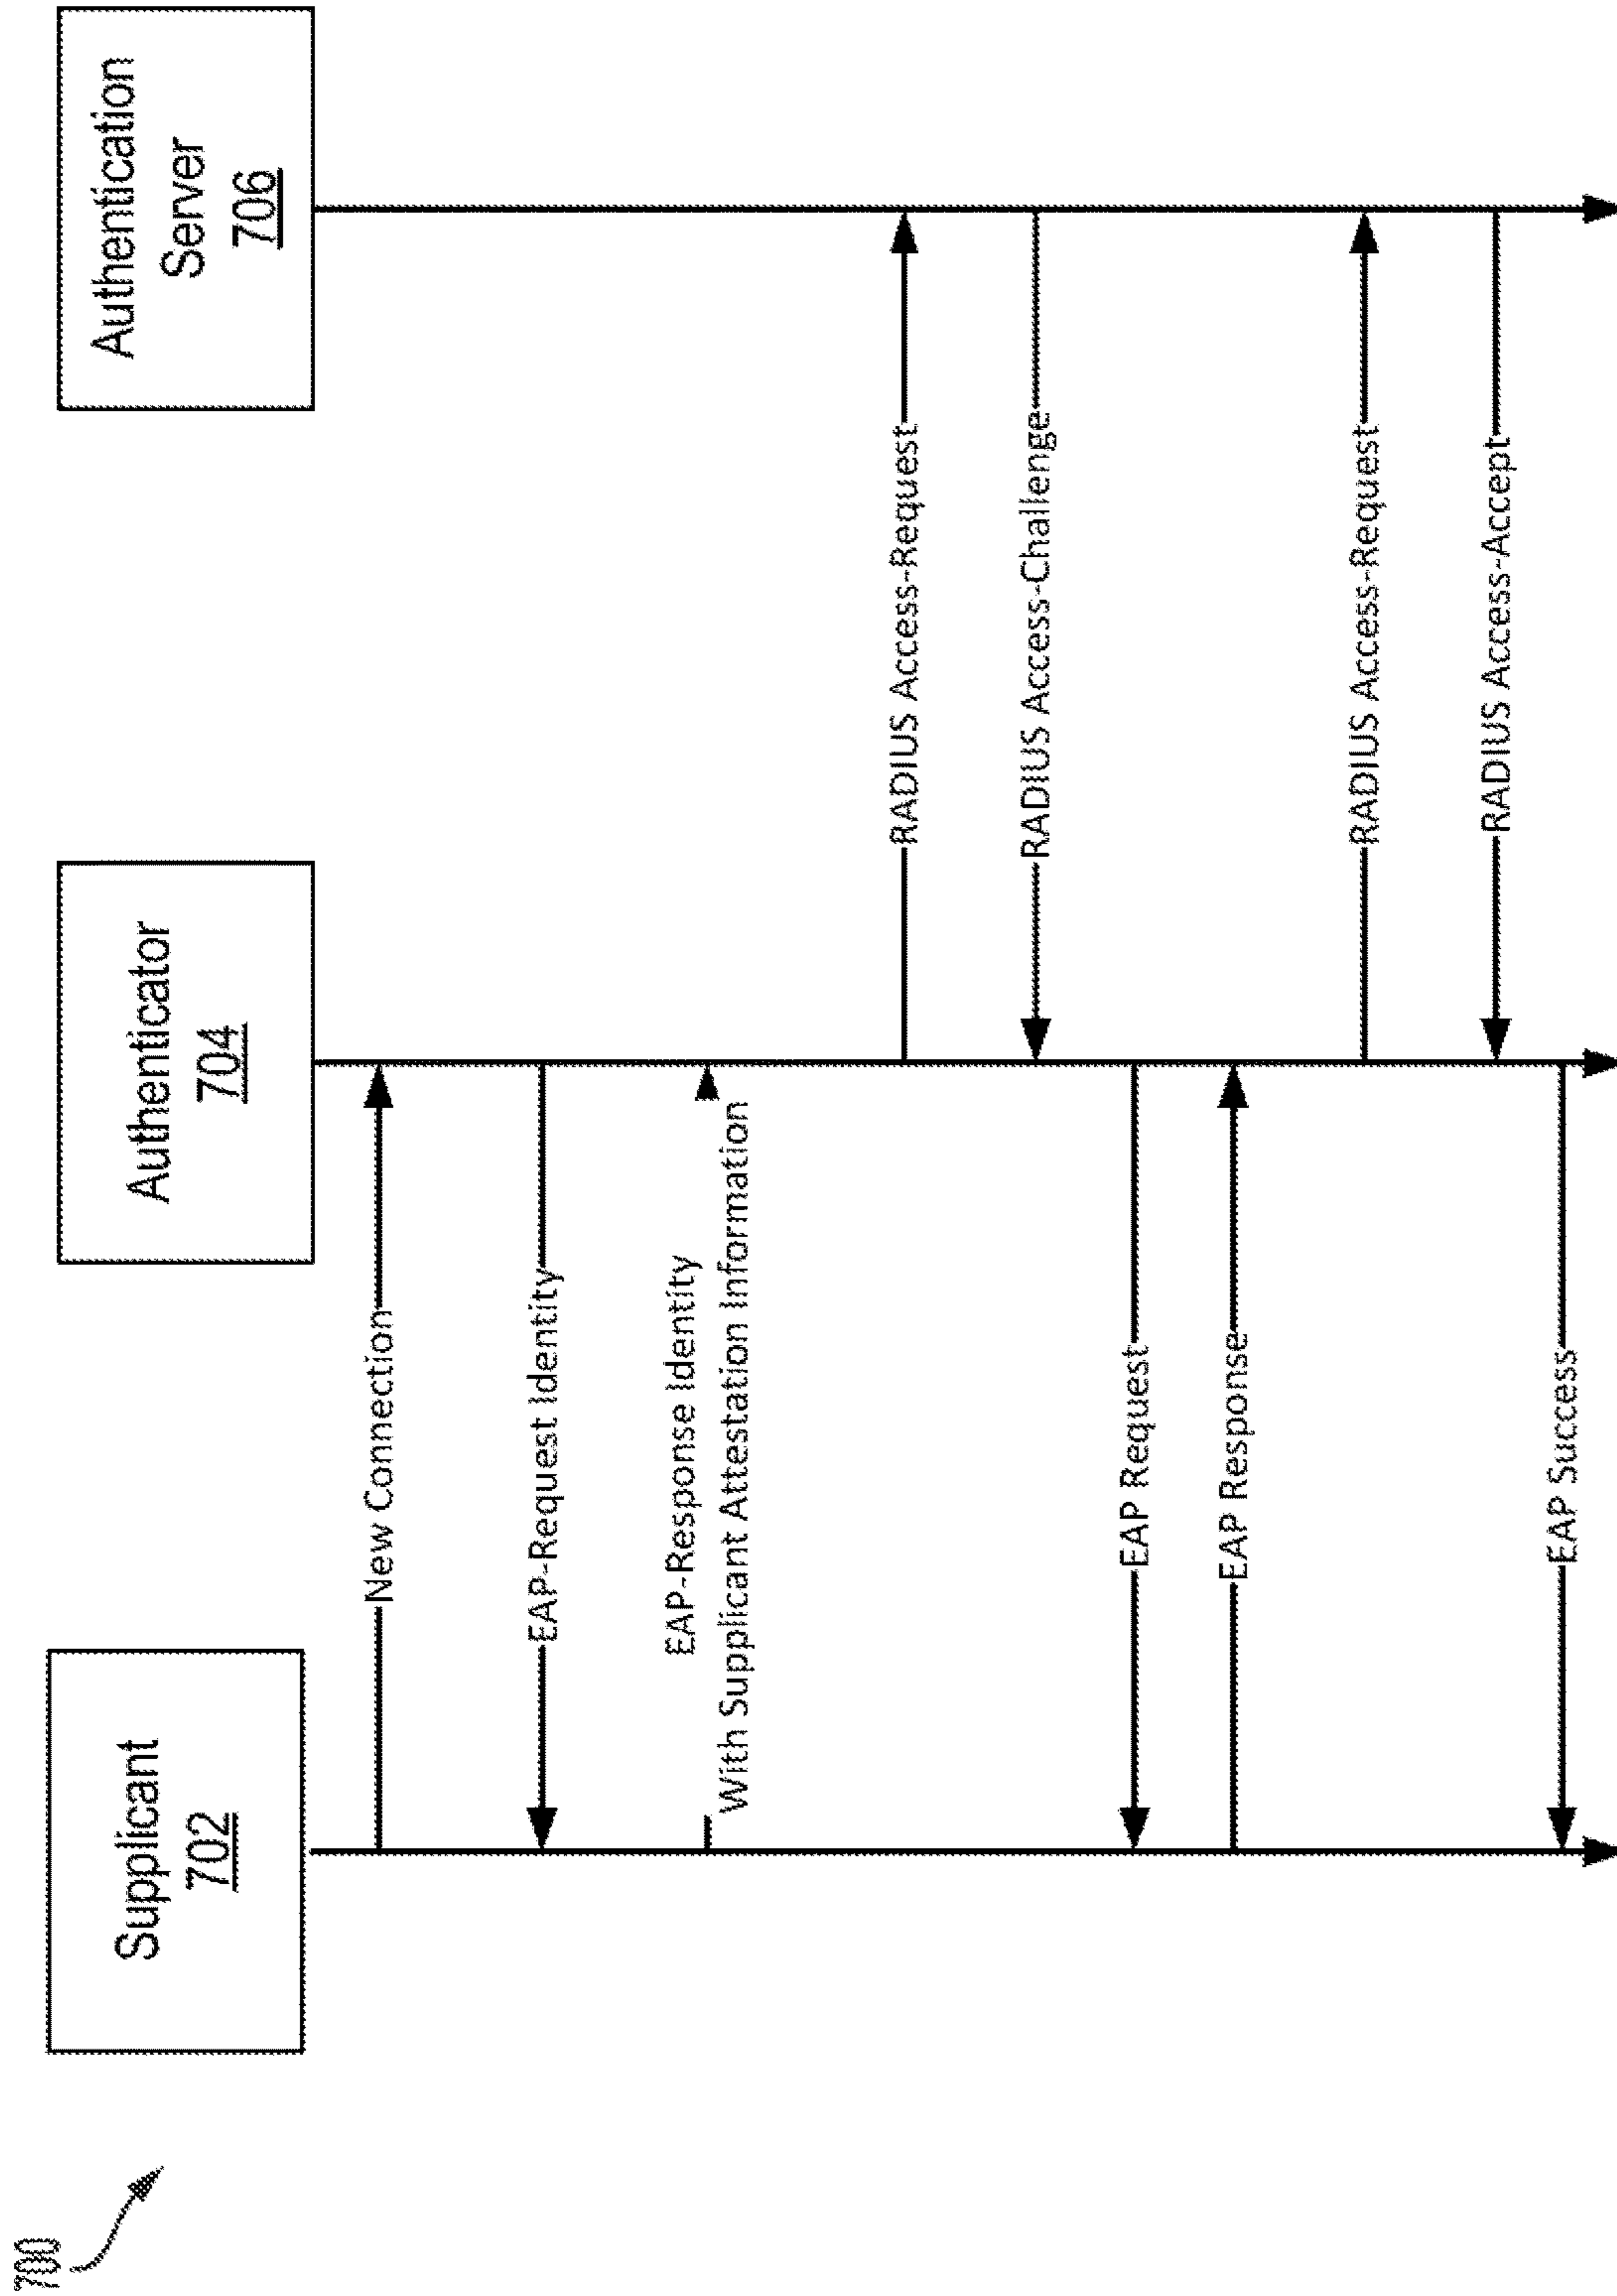 700
Supplicant
702
Authenticator
704
Authentication
Server
706
New Connection
EAP-Request Identity
EAP-Response Identity
With Supplicant Attestation Information
RADIUS Access-Request
RADIUS Access-Challenge
EAP Request
EAP Response
RADIUS Access-Request
RADIUS Access-Accept
EAP Success